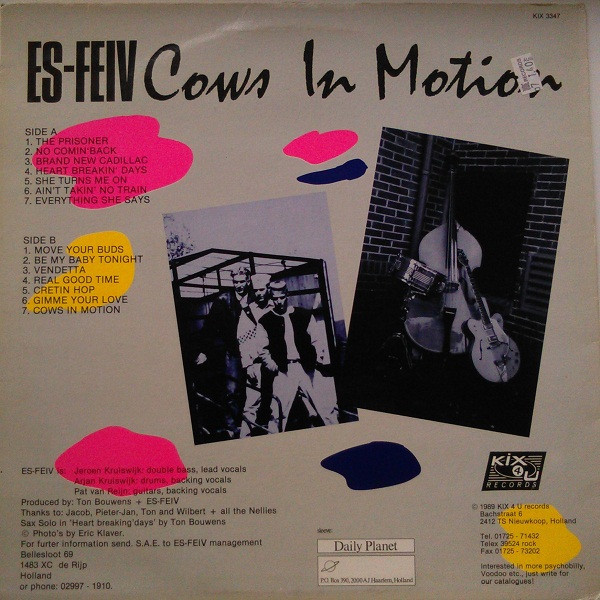 KIX 3347
ES-FEIV Cows In Motion
SIDE A
1. THE PRISONER
2. NO COMIN'BACK
3. BRAND NEW CADILLAC
4. HEART BREAKIN' DAYS
5. SHE TURNS ME ON
6. AIN'T TAKIN' NO TRAIN
7. EVERYTHING SHE SAYS
SIDE B
1. MOVE YOUR BUDS
2. BE MY BABY TONIGHT
3. VENDETTA
4. REAL GOOD TIME
5. CRETIN HOP
6. GIMME YOUR LOVE
7. COWS IN MOTION
ES-FEIV is: Jeroen Kruiswijk: double bass, lead vocals
Arjan Kruiswijk: drums, backing vocals
Pat van Reijn: guitars, backing vocals
Produced by: Ton Bouwens + ES-FEIV
Thanks to: Jacob, Pieter-Jan, Ton and Wilbert + all the Nellies
Sax Solo in 'Heart breaking'days' by Ton Bouwens
© Photo's by Eric Klaver.
For furter information send. S.A.E. to ES-FEIV management
Bellesloot 69
1483 XC de Rijp
Holland
or phone: 02997 - 1910.
sleeve:
Daily Planet
P.O. Box 390, 2000 AJ Haarlem, Holland
KIX
4 U
RECORDS
© 1989 KIX 4 U records
Bachstraat 6
2412 TS Nieuwkoop, Holland
Tel. 01725 - 71432
Telex 39524 rock
Fax 01725 - 73202
Interested in more psychobilly,
Voodoo etc., just write for
our catalogues!